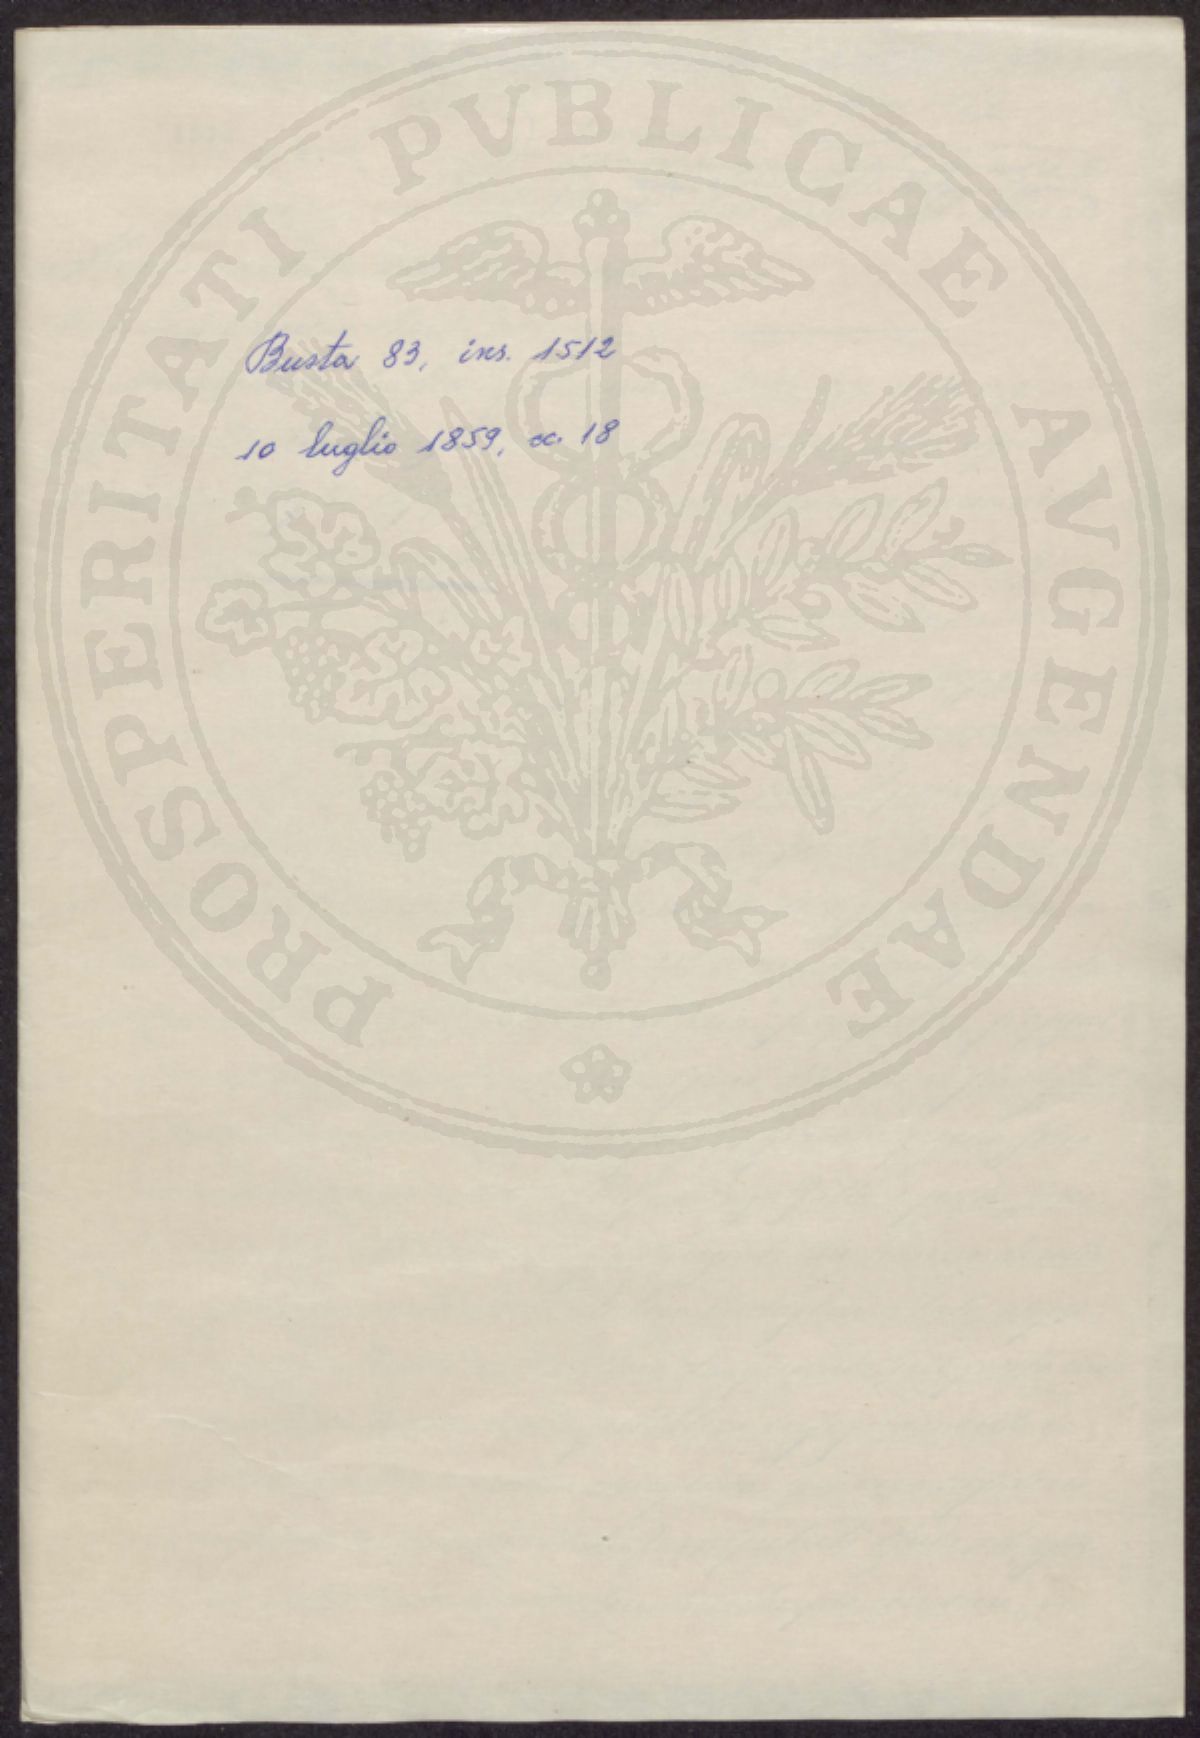 PROSPERITATI PVBLICAE AVGENDAE
Busta 83, ins. 1512
10 luglio 1859, cc. 18